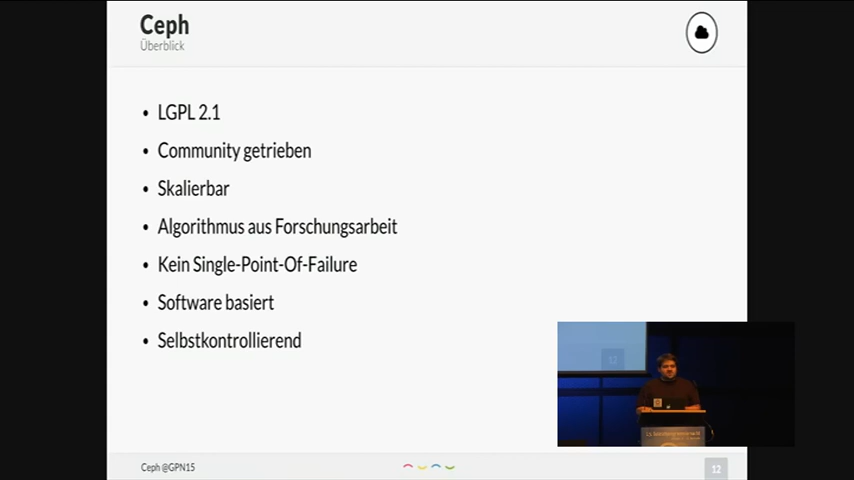 Ceph
Überblick
LGPL 2.1
Community getrieben
Skalierbar
Algorithmus aus Forschungsarbeit
Kein Single-Point-Of-Failure
Software basiert
Selbstkontrollierend
Ceph @GPN15
12